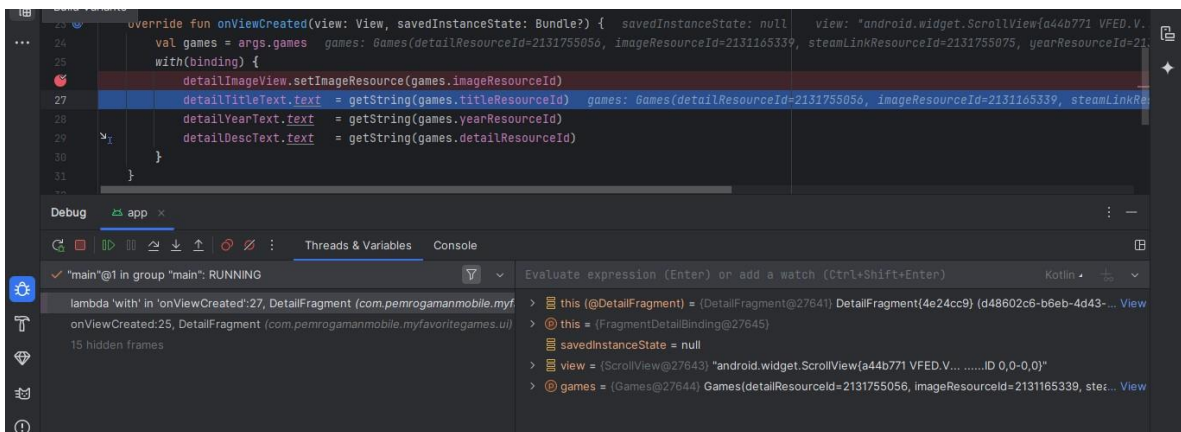 override fun onViewCreated(view: View, savedInstanceState: Bundle?) { savedInstanceState: null view: "android.widget.ScrollView{a44b771 VFED.V.
24 val games = args.games games: Games(detailResourceId=2131755056, imageResourceId=2131165339, steamLinkResourceId=2131755075, yearResourceId=21
25 with(binding) {
detailImageView.setImageResource(games.imageResourceId)
27 detailTitleText.text = getString(games.titleResourceId) games: Games(detailResourceId=2131755056, imageResourceId=2131165339, steamLinkRe
28 detailYearText.text = getString(games.yearResourceId)
29 detailDescText.text = getString(games.detailResourceId)
30 }
31 }
Debug app
Threads & Variables Console
"main"@1 in group "main": RUNNING
Evaluate expression (Enter) or add a watch (Ctrl+Shift+Enter) Kotlin
lambda 'with' in 'onViewCreated':27, DetailFragment (com.pemrogamanmobile.myf
this (@DetailFragment) = {DetailFragment@27641} DetailFragment{4e24cc9} (d48602c6-b6eb-4d43-... View
onViewCreated:25, DetailFragment (com.pemrogamanmobile.myfavoritegames.ui)
this = {FragmentDetailBinding@27645}
15 hidden frames
savedInstanceState = null
view = {ScrollView@27643} "android.widget.ScrollView{a44b771 VFED.V... ......ID 0,0-0,0}"
games = {Games@27644} Games(detailResourceId=2131755056, imageResourceId=2131165339, stea... View